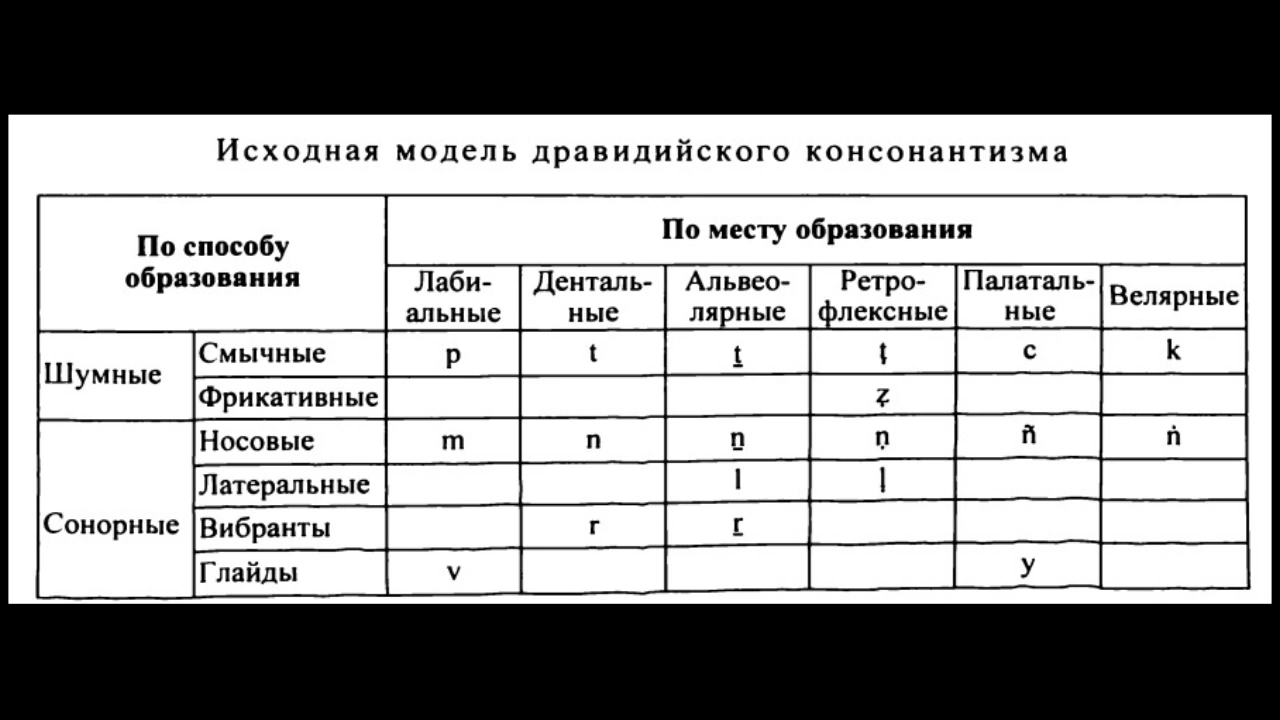 Исходная модель дравидийского консонантизма
По способу
образования
По месту образования
Лаби-
альные
Денталь-
ные
Альвео-
лярные
Ретро-
флексные
Палаталь-
ные
Велярные
Шумные
Смычные p t ṯ ṭ c k
Фрикативные ẓ
Сонорные
Носовые m n ṉ ṇ ñ ṅ
Латеральные l ḷ
Вибранты r ṟ
Глайды v y